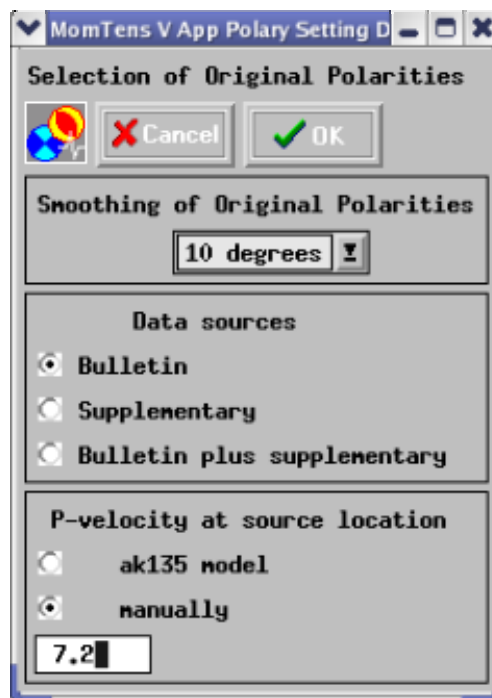 MomTens V App Polary Setting D
Selection of Original Polarities
Cancel
OK
Smoothing of Original Polarities
10 degrees
Data sources
Bulletin
Supplementary
Bulletin plus supplementary
P-velocity at source location
ak135 model
manually
7.2